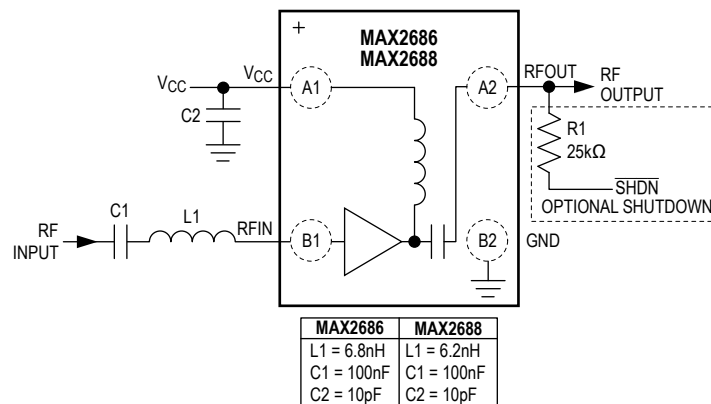 +
MAX2686
MAX2688
VCC
VCC
A1
A2
RFOUT
RF
OUTPUT
C2
R1
25kΩ
SHDN
OPTIONAL SHUTDOWN
RF
INPUT
C1
L1
RFIN
B1
B2
GND
MAX2686 MAX2688
L1 = 6.8nH L1 = 6.2nH
C1 = 100nF C1 = 100nF
C2 = 10pF C2 = 10pF